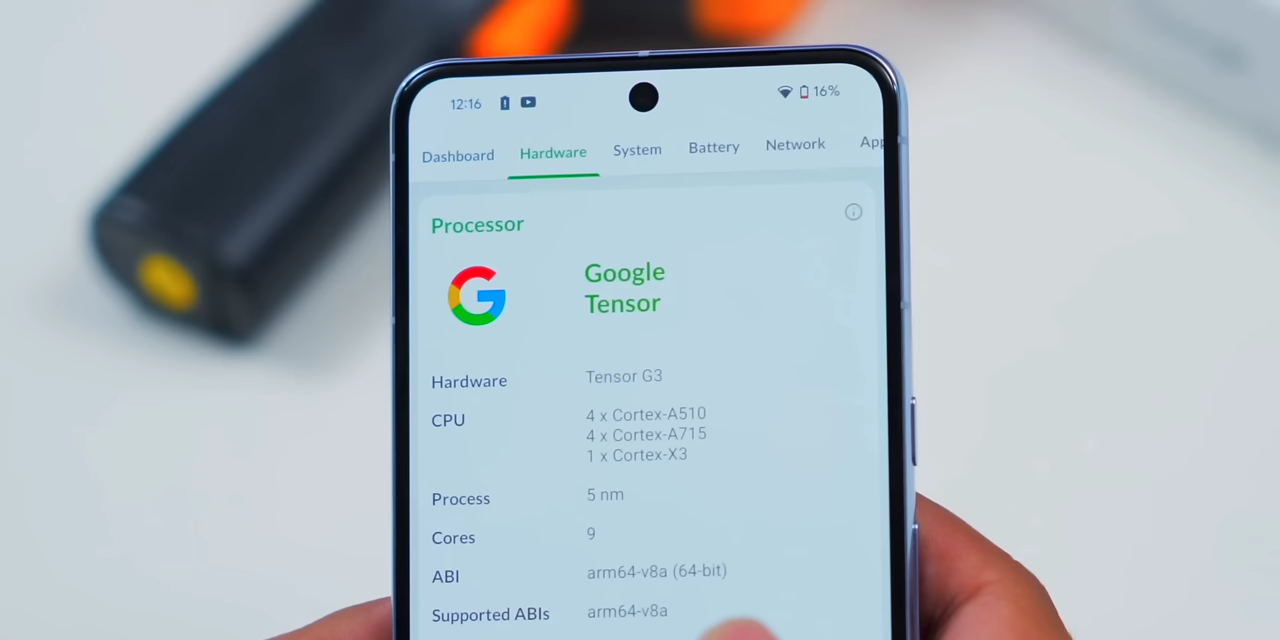 12:16 16%
Dashboard Hardware System Battery Network App
Processor
Google
Tensor
Hardware Tensor G3
CPU 4 x Cortex-A510
4 x Cortex-A715
1 x Cortex-X3
Process 5 nm
Cores 9
ABI arm64-v8a (64-bit)
Supported ABIs arm64-v8a